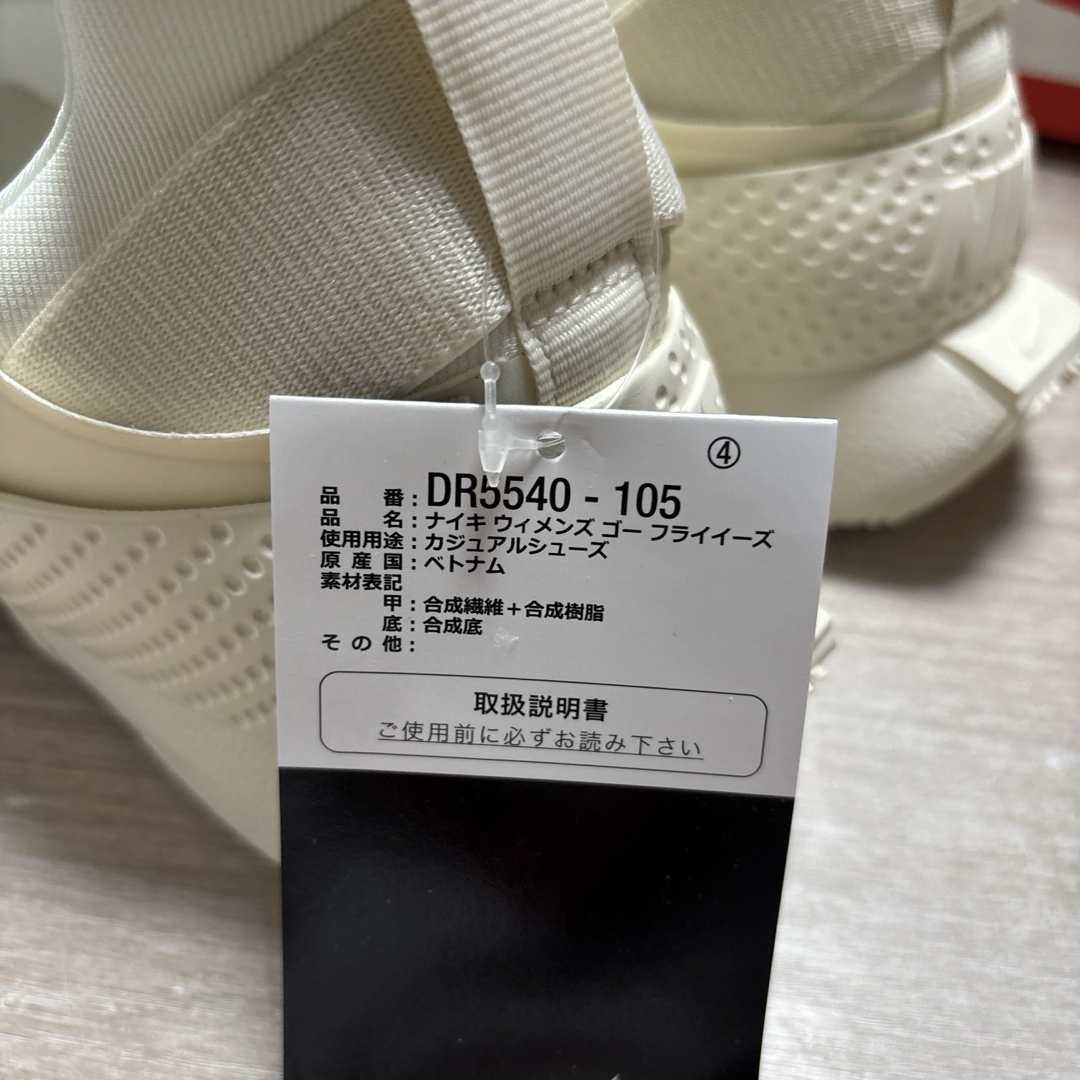 ④
品番：DR5540 - 105
品名：ナイキ ウィメンズ ゴー フライイーズ
使用用途：カジュアルシューズ
原産国：ベトナム
素材表記
甲：合成繊維＋合成樹脂
底：合成底
その他：
取扱説明書
ご使用前に必ずお読み下さい